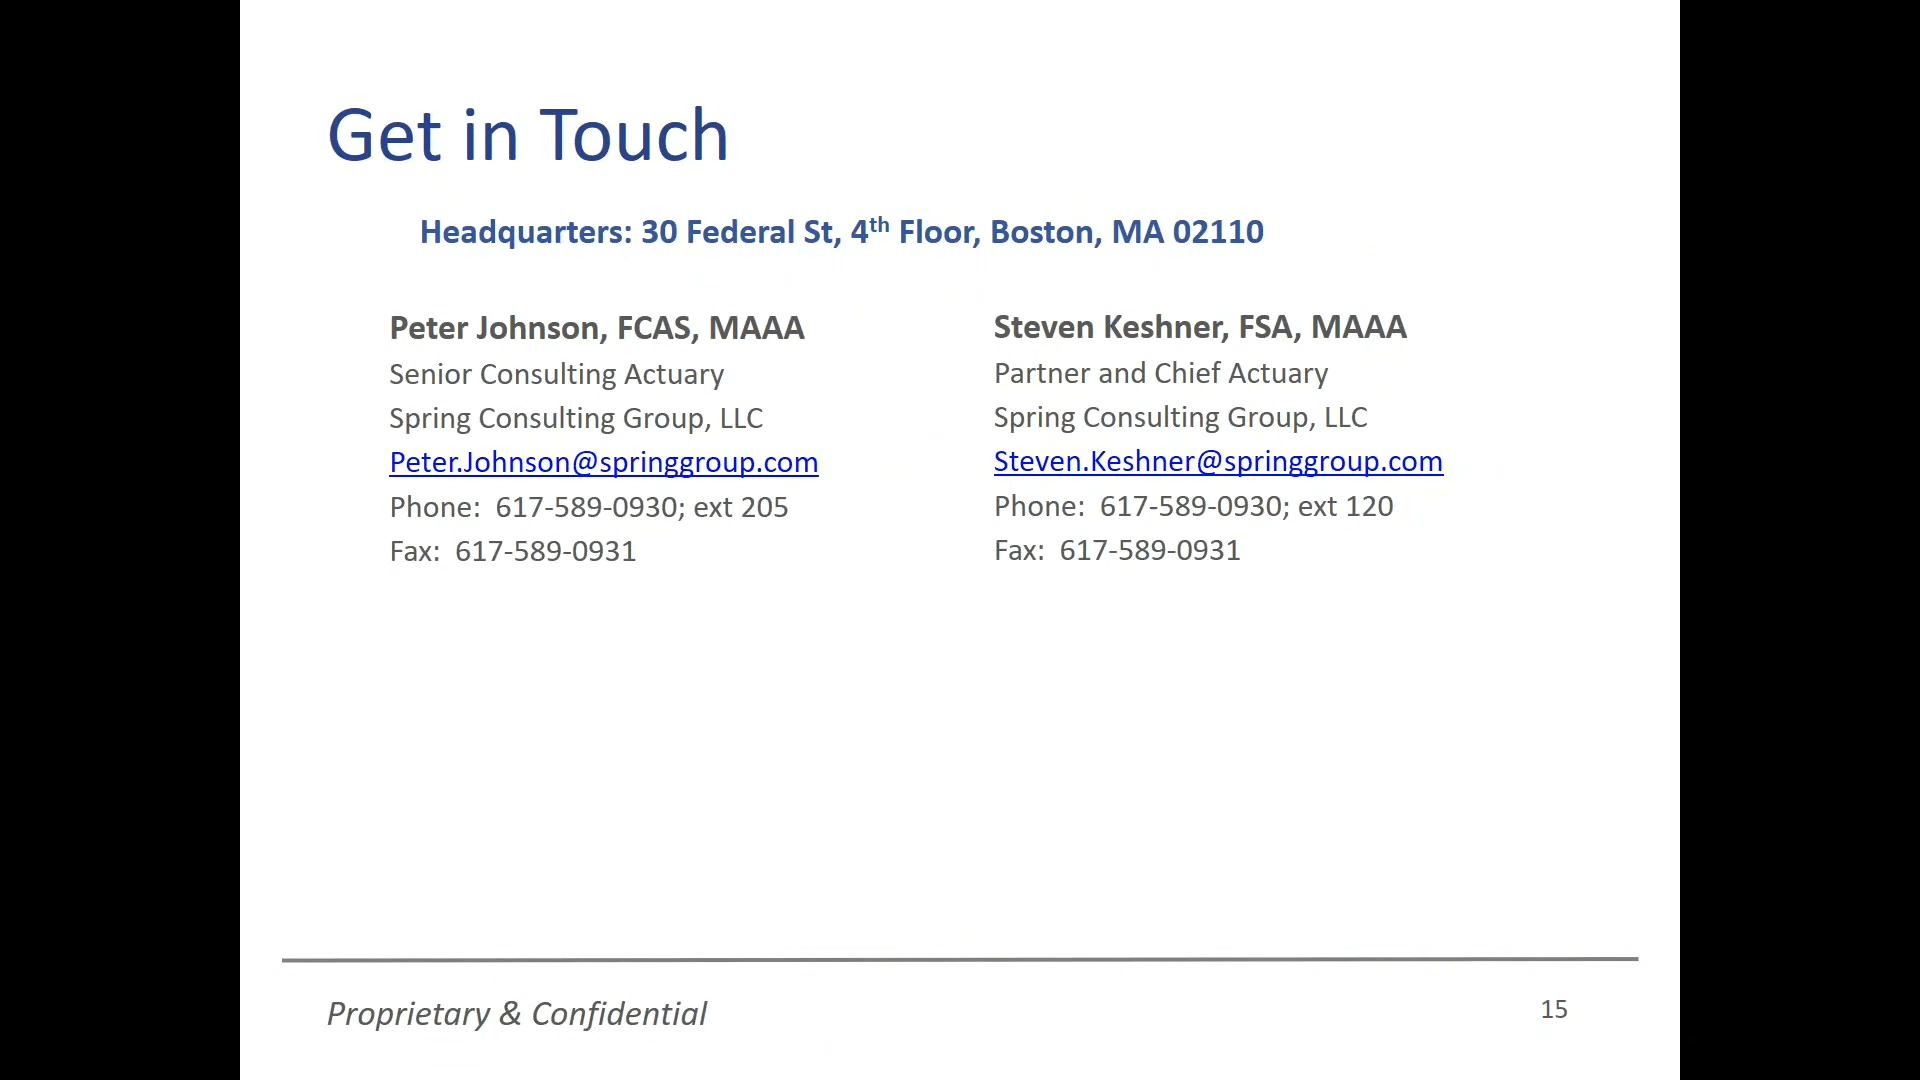 Get in Touch
Headquarters: 30 Federal St, 4th Floor, Boston, MA 02110
Peter Johnson, FCAS, MAAA
Senior Consulting Actuary
Spring Consulting Group, LLC
Peter.Johnson@springgroup.com
Phone:  617-589-0930; ext 205
Fax:  617-589-0931
Steven Keshner, FSA, MAAA
Partner and Chief Actuary
Spring Consulting Group, LLC
Steven.Keshner@springgroup.com
Phone:  617-589-0930; ext 120
Fax:  617-589-0931
Proprietary & Confidential
15